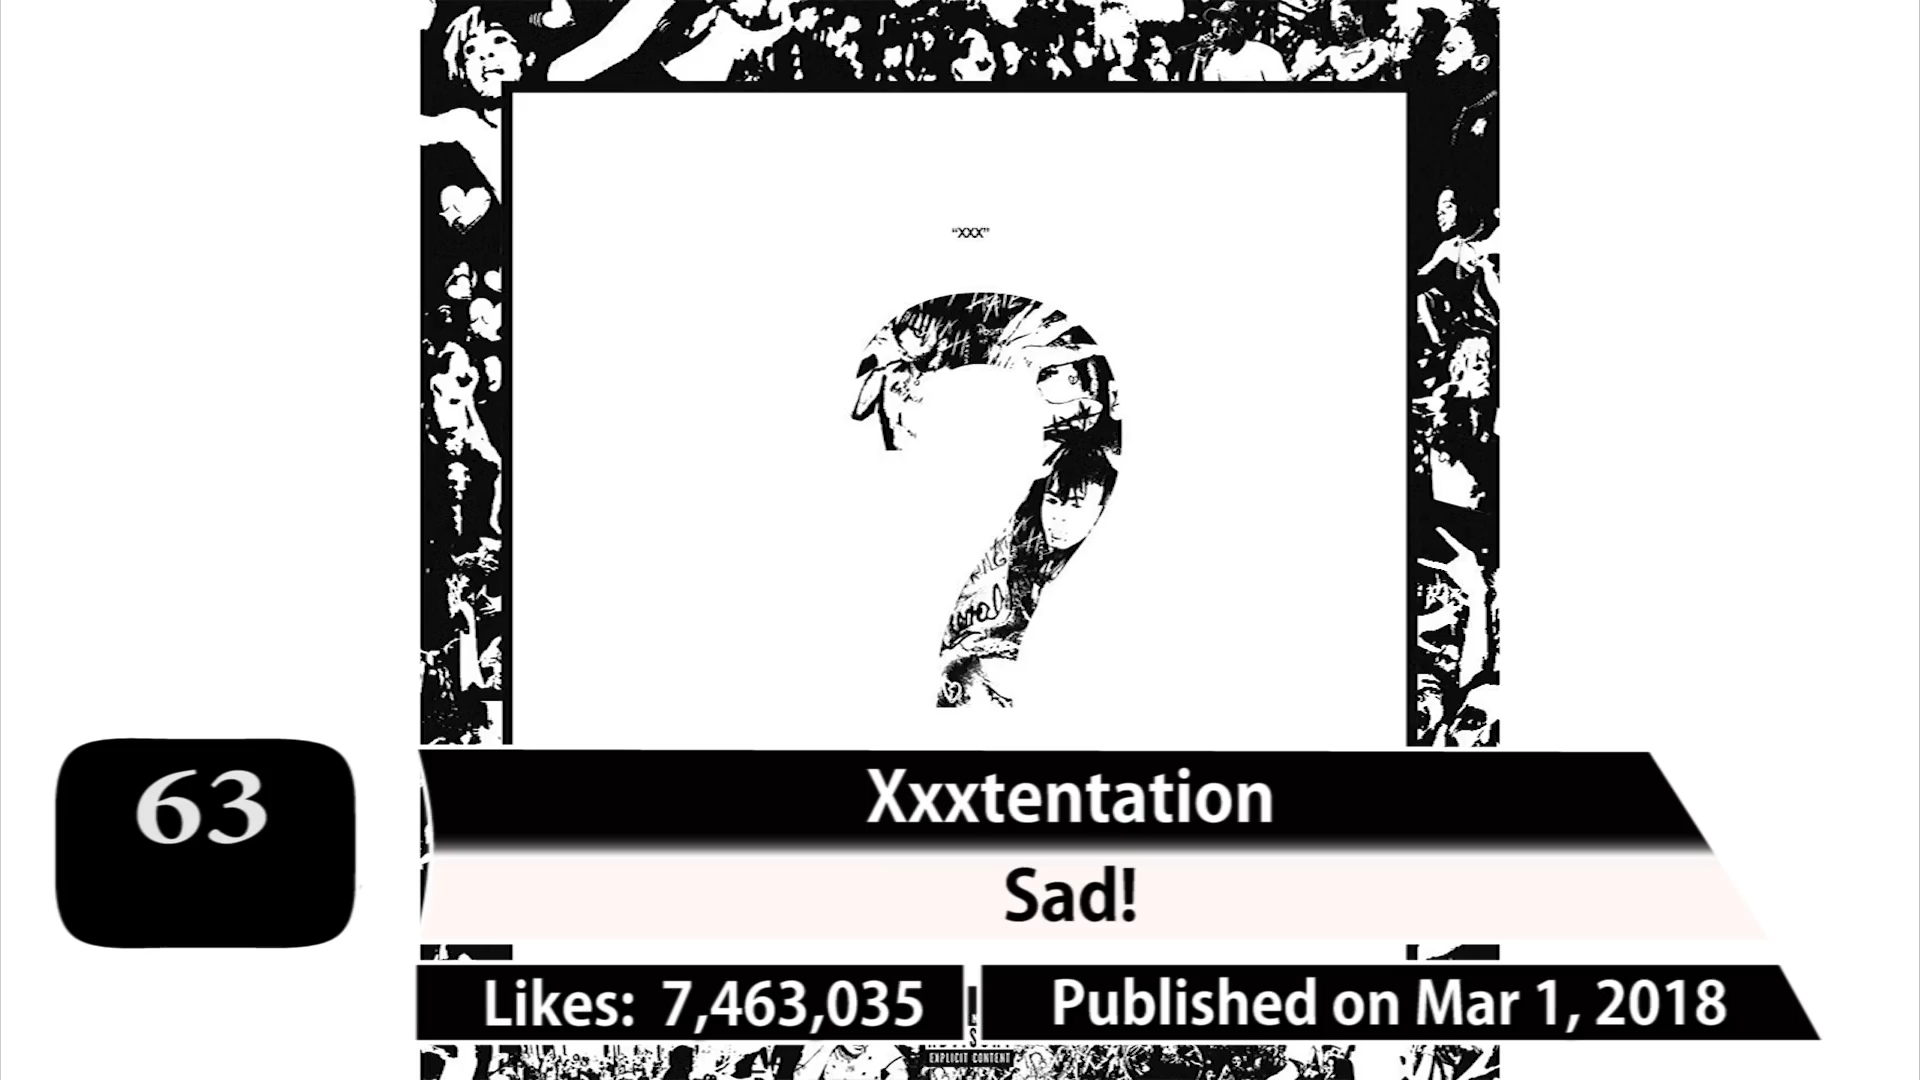 “XXX”
63
Xxxtentation
Sad!
Likes: 7,463,035
Published on Mar 1, 2018
EXPLICIT CONTENT